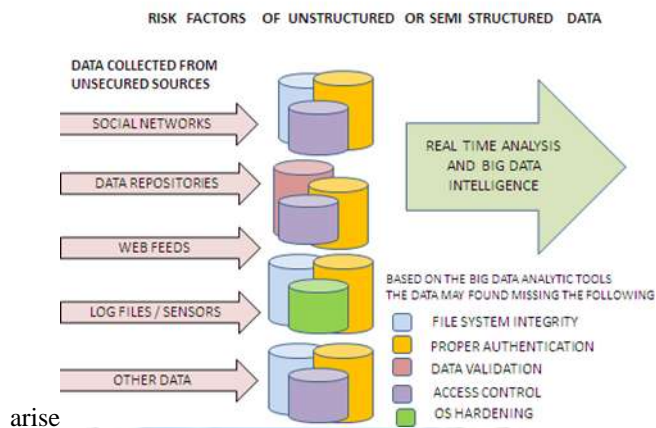 RISK FACTORS OF UNSTRUCTURED OR SEMI STRUCTURED DATA
DATA COLLECTED FROM
UNSECURED SOURCES
SOCIAL NETWORKS
DATA REPOSITORIES
WEB FEEDS
LOG FILES / SENSORS
OTHER DATA
REAL TIME ANALYSIS
AND BIG DATA
INTELLIGENCE
BASED ON THE BIG DATA ANALYTIC TOOLS
THE DATA MAY FOUND MISSING THE FOLLOWING
FILE SYSTEM INTEGRITY
PROPER AUTHENTICATION
DATA VALIDATION
ACCESS CONTROL
OS HARDENING
arise